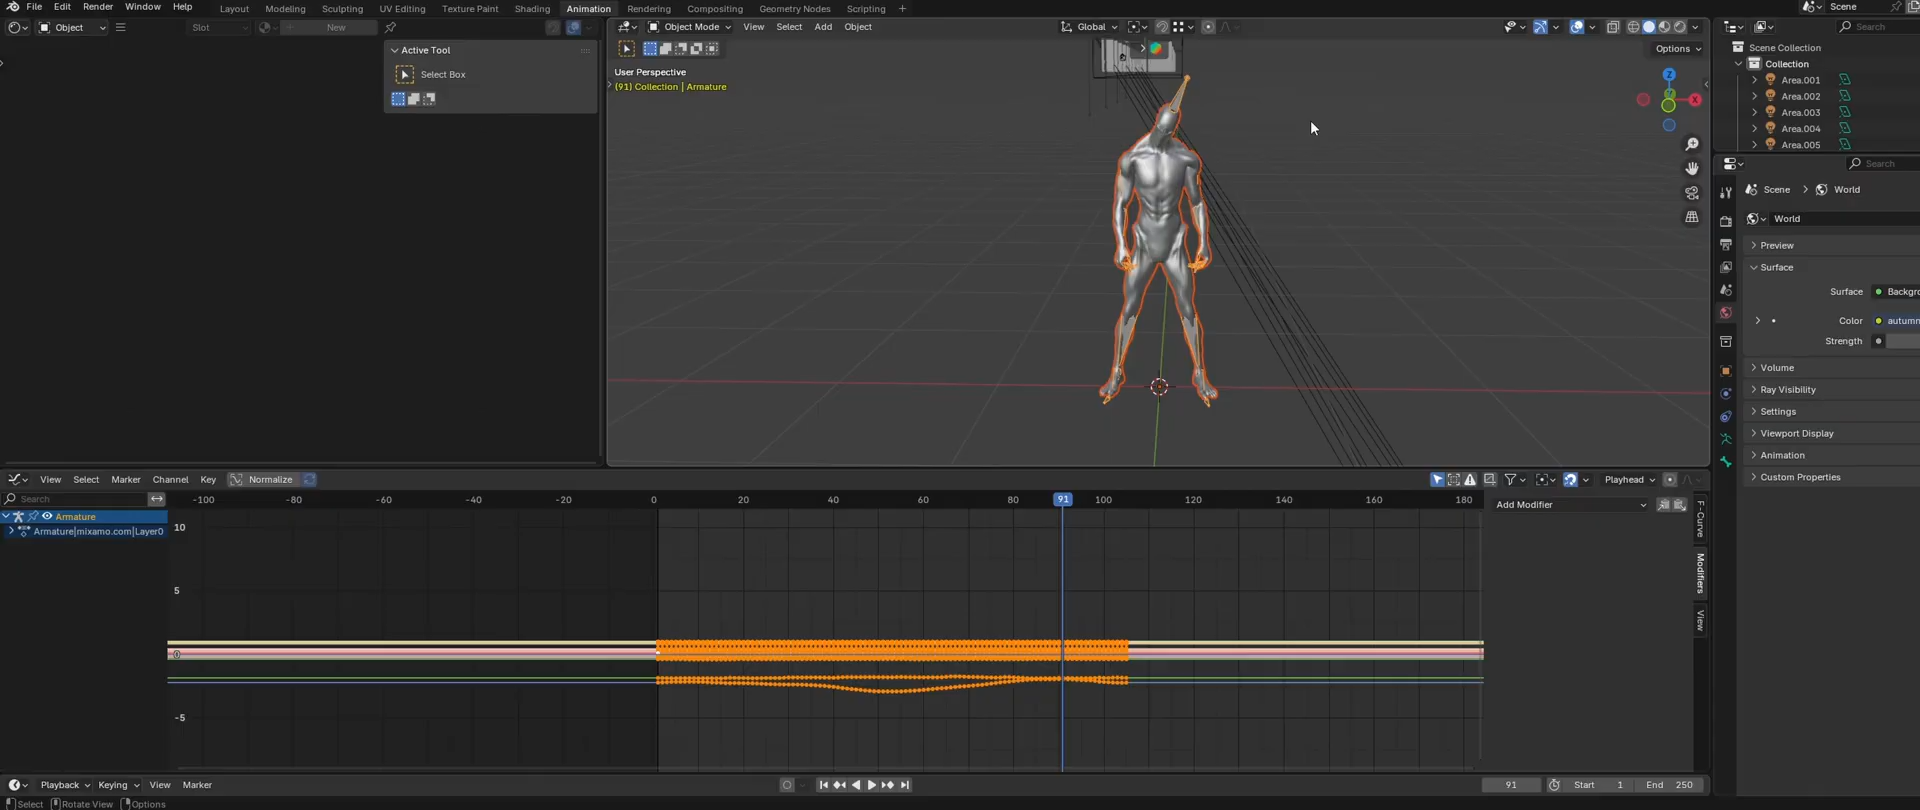 File Edit Render Window Help Layout Modeling Sculpting UV Editing Texture Paint Shading Animation Rendering Compositing Geometry Nodes Scripting + Scene
Object Slot New Object Mode View Select Add Object Global Search
Active Tool
Select Box
Options
User Perspective
(91) Collection | Armature
Scene Collection
Collection
Area.001
Area.002
Area.003
Area.004
Area.005
Search
Scene > World
World
Preview
Surface
Surface Backgro
Color autumn
Strength
Volume
Ray Visibility
Settings
Viewport Display
Animation
Custom Properties
Z
X
View Select Marker Channel Key Normalize Playhead
Search -100 -80 -60 -40 -20 0 20 40 60 80 91 100 120 140 160 180
Add Modifier
Armature
Armature|mixamo.com|Layer0
10
5
0
-5
F-Curve
Modifiers
View
Playback Keying View Marker 91 Start 1 End 250
Select Rotate View Options